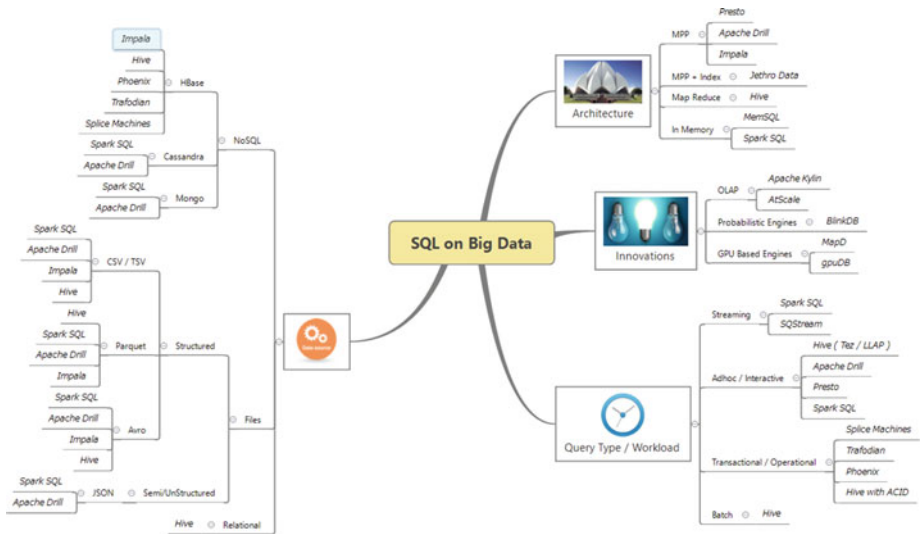 SQL on Big Data
Architecture
MPP
Presto
Apache Drill
Impala
MPP + Index
Jethro Data
Map Reduce
Hive
In Memory
MemSQL
Spark SQL
Innovations
OLAP
Apache Kylin
AtScale
Probabilistic Engines
BlinkDB
GPU Based Engines
MapD
gpuDB
Query Type / Workload
Streaming
Spark SQL
SQStream
Adhoc / Interactive
Hive ( Tez / LLAP )
Apache Drill
Presto
Spark SQL
Transactional / Operational
Splice Machines
Trafodian
Phoenix
Hive with ACID
Batch
Hive
Data source
NoSQL
HBase
Impala
Hive
Phoenix
Trafodian
Splice Machines
Cassandra
Spark SQL
Apache Drill
Mongo
Spark SQL
Apache Drill
Files
Structured
CSV / TSV
Spark SQL
Apache Drill
Impala
Hive
Parquet
Hive
Spark SQL
Apache Drill
Impala
Avro
Spark SQL
Apache Drill
Impala
Hive
Semi/UnStructured
JSON
Spark SQL
Apache Drill
Relational
Hive